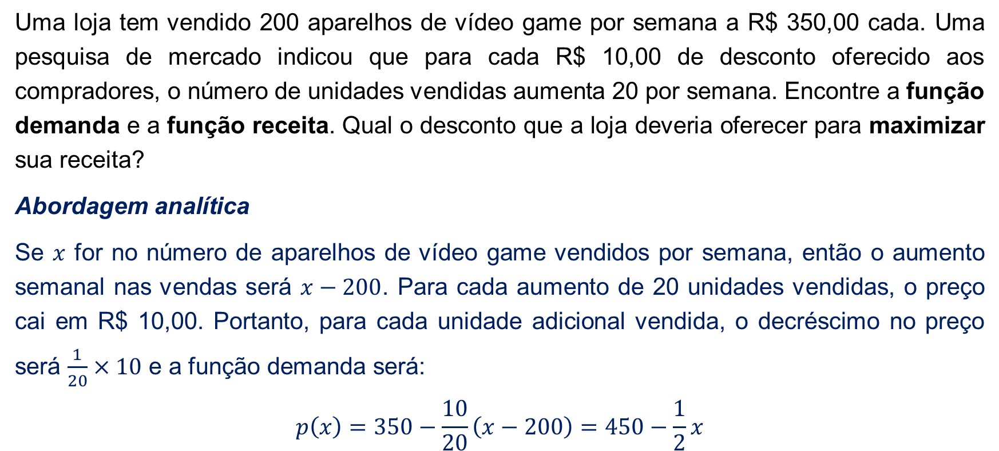 Uma loja tem vendido 200 aparelhos de vídeo game por semana a R$ 350,00 cada. Uma
pesquisa de mercado indicou que para cada R$ 10,00 de desconto oferecido aos
compradores, o número de unidades vendidas aumenta 20 por semana. Encontre a função
demanda e a função receita. Qual o desconto que a loja deveria oferecer para maximizar
sua receita?
Abordagem analítica
Se x for no número de aparelhos de vídeo game vendidos por semana, então o aumento
semanal nas vendas será x − 200. Para cada aumento de 20 unidades vendidas, o preço
cai em R$ 10,00. Portanto, para cada unidade adicional vendida, o decréscimo no preço
será 1/20 × 10 e a função demanda será:
p(x) = 350 − 10/20 (x − 200) = 450 − 1/2 x